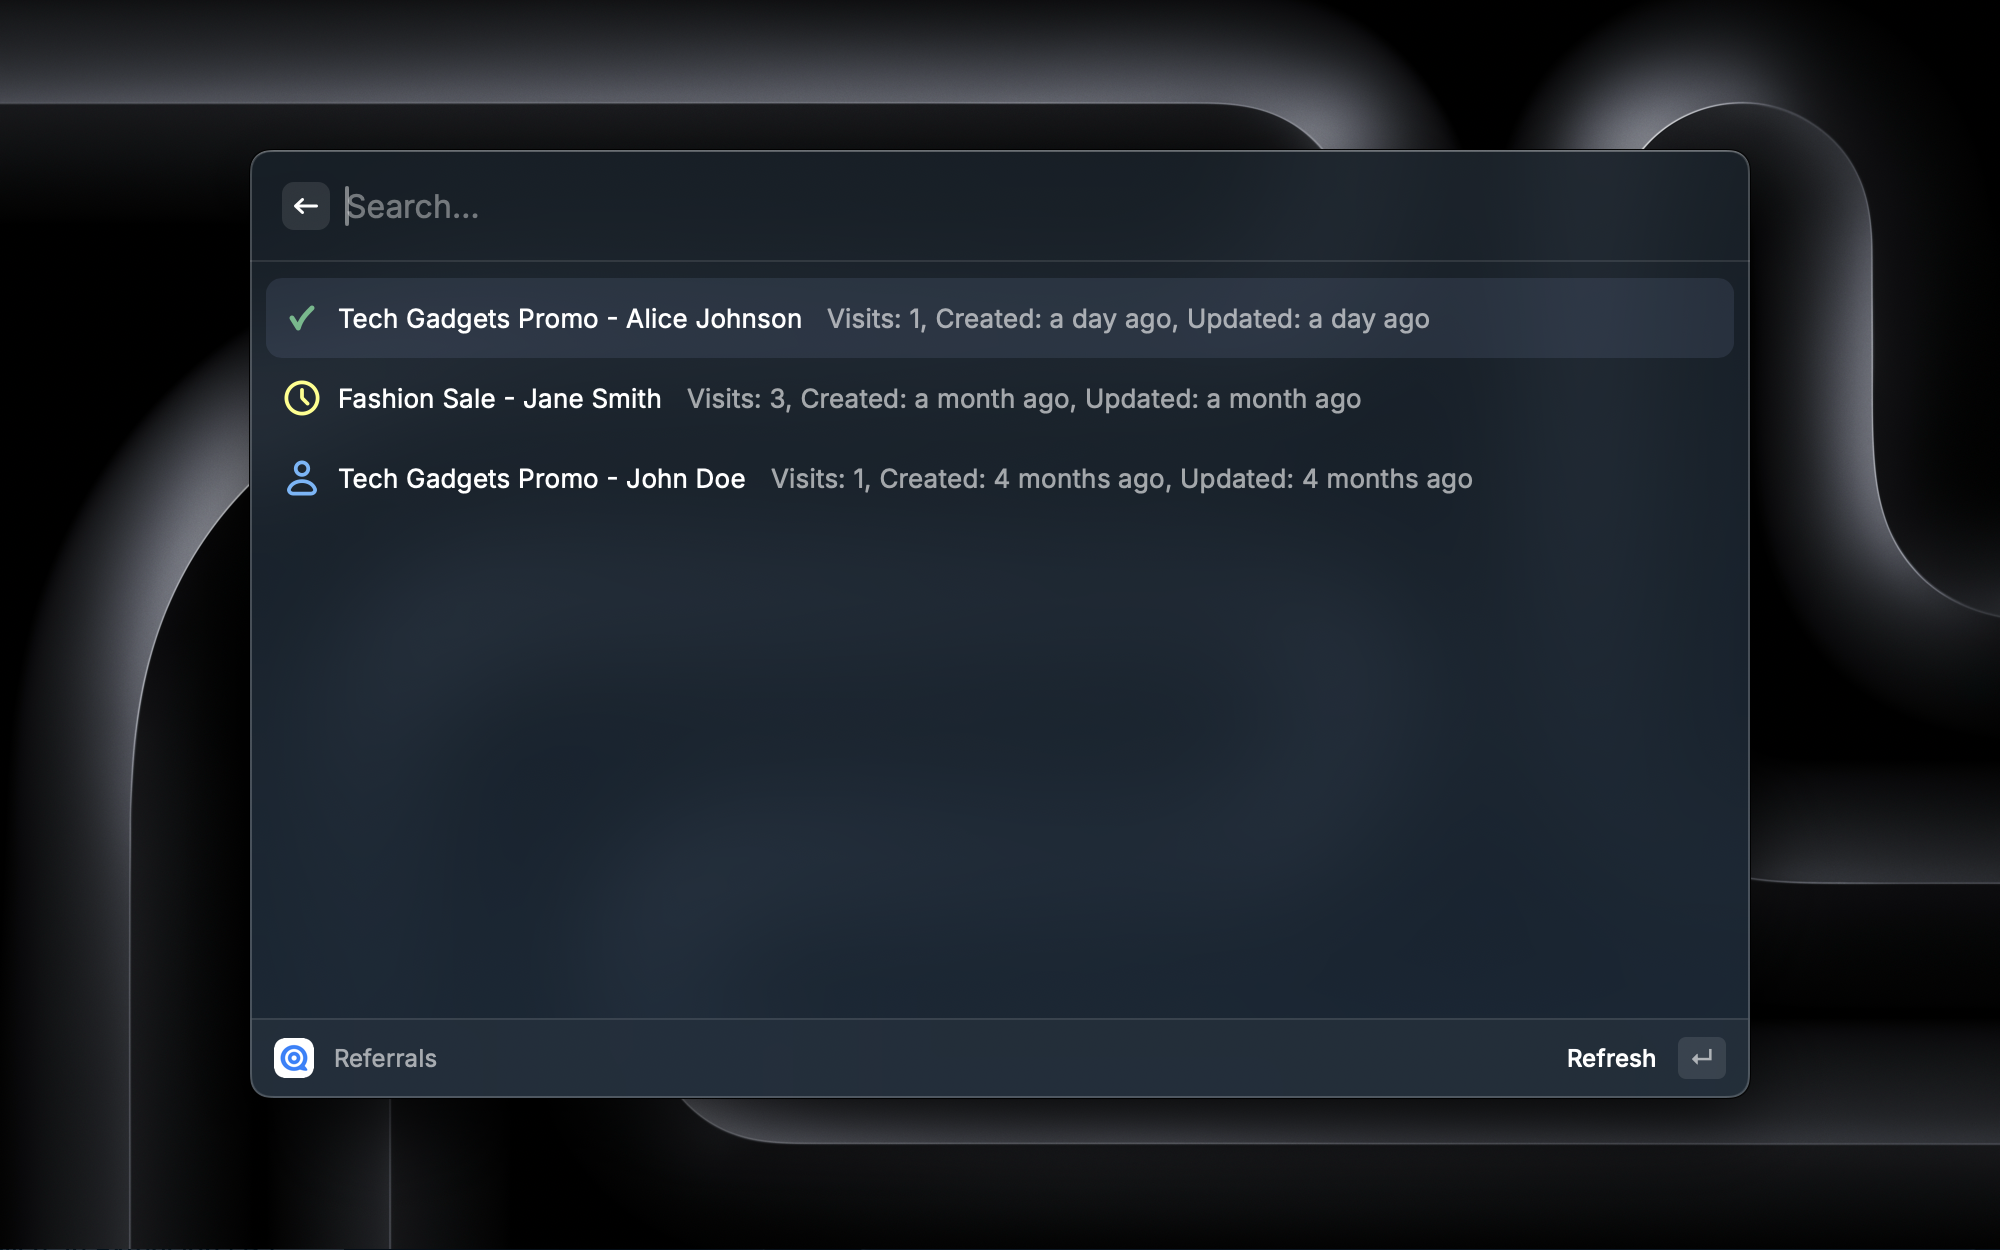 Search...
Tech Gadgets Promo - Alice Johnson Visits: 1, Created: a day ago, Updated: a day ago
Fashion Sale - Jane Smith Visits: 3, Created: a month ago, Updated: a month ago
Tech Gadgets Promo - John Doe Visits: 1, Created: 4 months ago, Updated: 4 months ago
Referrals Refresh